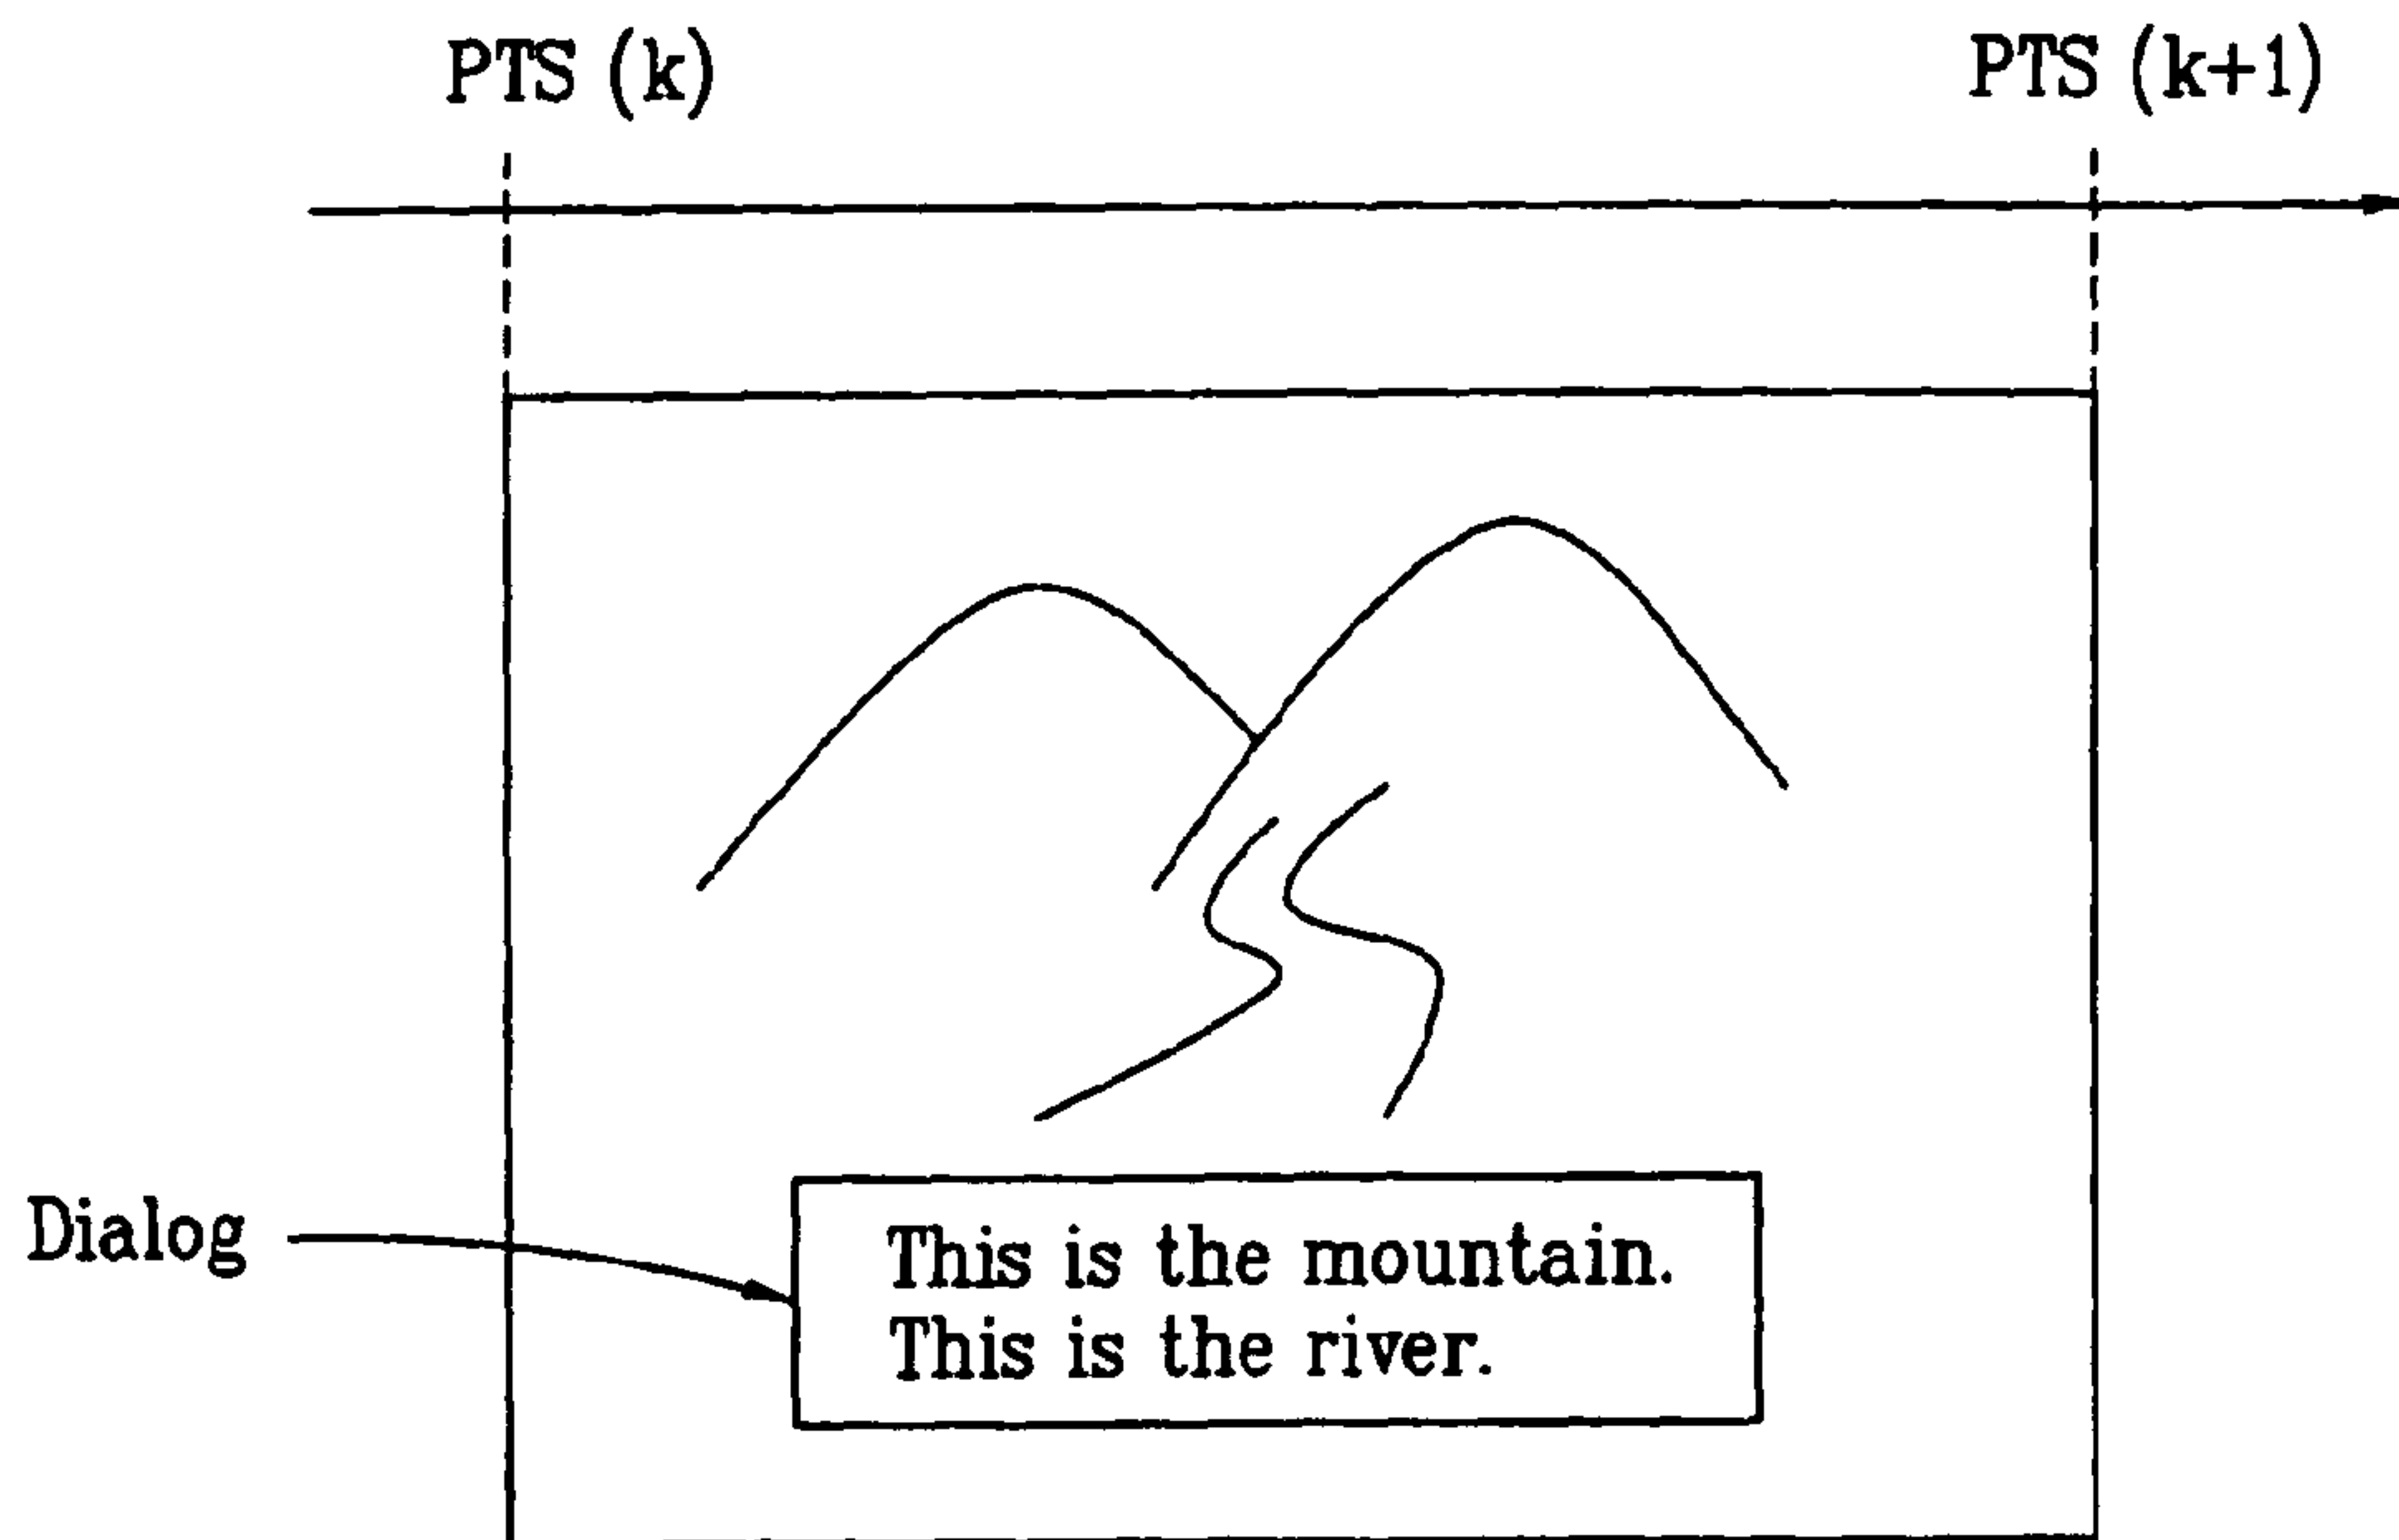 PTS (k)
PTS (k+1)
Dialog
This is the mountain.
This is the river.